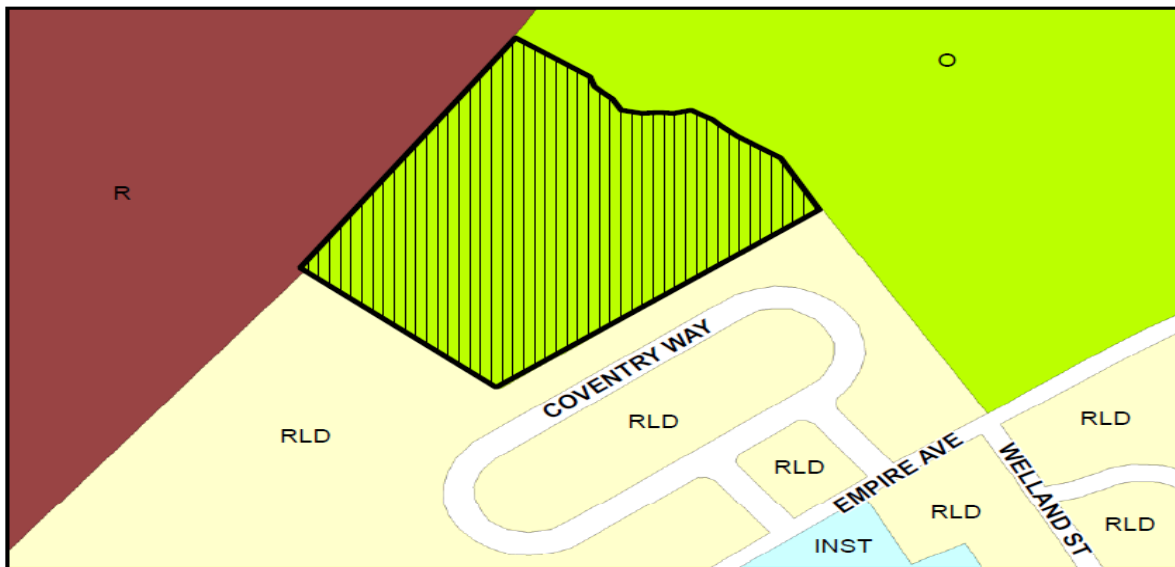 O
R
COVENTRY WAY
RLD
RLD
RLD
RLD
EMPIRE AVE
WELLAND ST
RLD
RLD
INST